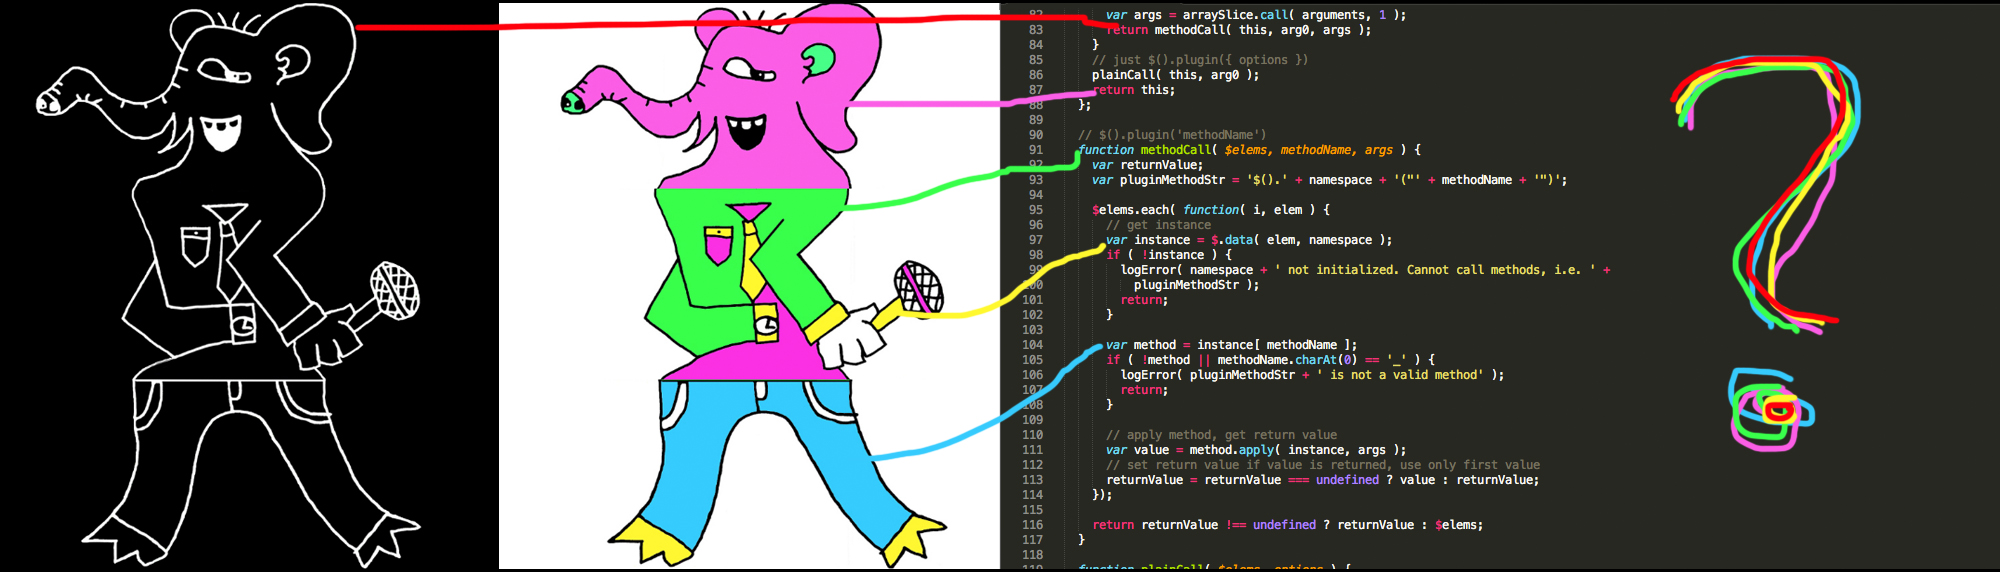 82 var args = arraySlice.call( arguments, 1 );
83 return methodCall( this, arg0, args );
84 }
85 // just $().plugin({ options })
86 plainCall( this, arg0 );
87 return this;
88 };
89
90 // $().plugin('methodName')
91 function methodCall( $elems, methodName, args ) {
92 var returnValue;
93 var pluginMethodStr = '$().' + namespace + '("' + methodName + '")';
94
95 $elems.each( function( i, elem ) {
96 // get instance
97 var instance = $.data( elem, namespace );
98 if ( !instance ) {
99 logError( namespace + ' not initialized. Cannot call methods, i.e. ' +
100 pluginMethodStr );
101 return;
102 }
103
104 var method = instance[ methodName ];
105 if ( !method || methodName.charAt(0) == '_' ) {
106 logError( pluginMethodStr + ' is not a valid method' );
107 return;
108 }
109
110 // apply method, get return value
111 var value = method.apply( instance, args );
112 // set return value if value is returned, use only first value
113 returnValue = returnValue === undefined ? value : returnValue;
114 });
115
116 return returnValue !== undefined ? returnValue : $elems;
117 }
118
119 function plainCall( $elems, options ) {
?